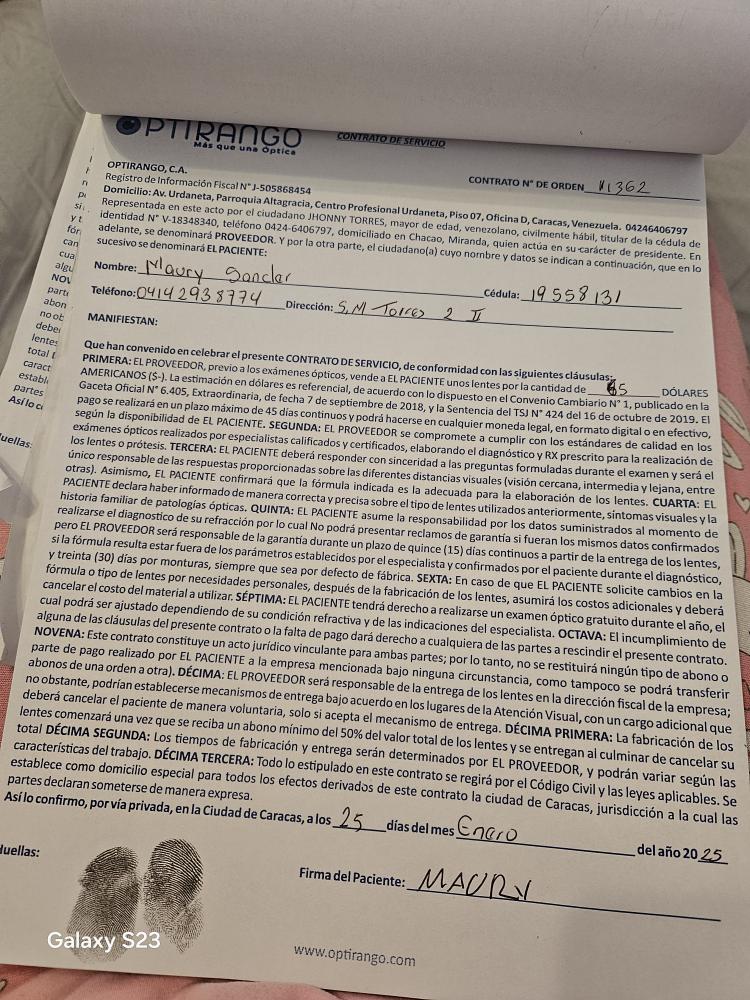 OPTIRANGO
Más que una Óptica
CONTRATO DE SERVICIO
OPTIRANGO, C.A.
CONTRATO N° DE ORDEN 11362
Registro de Información Fiscal N° J-505868454
Domicilio: Av. Urdaneta, Parroquia Altagracia, Centro Profesional Urdaneta, Piso 07, Oficina D, Caracas, Venezuela. 04246406797
Representada en este acto por el ciudadano JHONNY TORRES, mayor de edad, venezolano, civilmente hábil, titular de la cédula de
identidad N° V-18348340, teléfono 0424-6406797, domiciliado en Chacao, Miranda, quien actúa en su carácter de presidente. En
adelante, se denominará PROVEEDOR. Y por la otra parte, el ciudadano(a) cuyo nombre y datos se indican a continuación, que en lo
sucesivo se denominará EL PACIENTE:
Nombre: Maury Sanclar
Cédula: 19558131
Teléfono: 04142938774 Dirección: S.M Torres 2 II
MANIFIESTAN:
Que han convenido en celebrar el presente CONTRATO DE SERVICIO, de conformidad con las siguientes cláusulas:
PRIMERA: EL PROVEEDOR, previo a los exámenes ópticos, vende a EL PACIENTE unos lentes por la cantidad de 65 DÓLARES
AMERICANOS ($-). La estimación en dólares es referencial, de acuerdo con lo dispuesto en el Convenio Cambiario N° 1, publicado en la
Gaceta Oficial N° 6.405, Extraordinaria, de fecha 7 de septiembre de 2018, y la Sentencia del TSJ N° 424 del 16 de octubre de 2019. El
pago se realizará en un plazo máximo de 45 días continuos y podrá hacerse en cualquier moneda legal, en formato digital o en efectivo,
según la disponibilidad de EL PACIENTE. SEGUNDA: EL PROVEEDOR se compromete a cumplir con los estándares de calidad en los
exámenes ópticos realizados por especialistas calificados y certificados, elaborando el diagnóstico y RX prescrito para la realización de
los lentes o prótesis. TERCERA: EL PACIENTE deberá responder con sinceridad a las preguntas formuladas durante el examen y será el
único responsable de las respuestas proporcionadas sobre las diferentes distancias visuales (visión cercana, intermedia y lejana, entre
otras). Asimismo, EL PACIENTE confirmará que la fórmula indicada es la adecuada para la elaboración de los lentes. CUARTA: EL
PACIENTE declara haber informado de manera correcta y precisa sobre el tipo de lentes utilizados anteriormente, síntomas visuales y la
historia familiar de patologías ópticas. QUINTA: EL PACIENTE asume la responsabilidad por los datos suministrados al momento de
realizarse el diagnostico de su refracción por lo cual No podrá presentar reclamos de garantía si fueran los mismos datos confirmados
pero EL PROVEEDOR será responsable de la garantía durante un plazo de quince (15) días continuos a partir de la entrega de los lentes,
si la fórmula resulta estar fuera de los parámetros establecidos por el especialista y confirmados por el paciente durante el diagnóstico,
y treinta (30) días por monturas, siempre que sea por defecto de fábrica. SEXTA: En caso de que EL PACIENTE solicite cambios en la
fórmula o tipo de lentes por necesidades personales, después de la fabricación de los lentes, asumirá los costos adicionales y deberá
cancelar el costo del material a utilizar. SÉPTIMA: EL PACIENTE tendrá derecho a realizarse un examen óptico gratuito durante el año, el
cual podrá ser ajustado dependiendo de su condición refractiva y de las indicaciones del especialista. OCTAVA: El incumplimiento de
alguna de las cláusulas del presente contrato o la falta de pago dará derecho a cualquiera de las partes a rescindir el presente contrato.
NOVENA: Este contrato constituye un acto jurídico vinculante para ambas partes; por lo tanto, no se restituirá ningún tipo de abono o
parte de pago realizado por EL PACIENTE a la empresa mencionada bajo ninguna circunstancia, como tampoco se podrá transferir
abonos de una orden a otra). DÉCIMA: EL PROVEEDOR será responsable de la entrega de los lentes en la dirección fiscal de la empresa;
no obstante, podrían establecerse mecanismos de entrega bajo acuerdo en los lugares de la Atención Visual, con un cargo adicional que
deberá cancelar el paciente de manera voluntaria, solo si acepta el mecanismo de entrega. DÉCIMA PRIMERA: La fabricación de los
lentes comenzará una vez que se reciba un abono mínimo del 50% del valor total de los lentes y se entregan al culminar de cancelar su
total DÉCIMA SEGUNDA: Los tiempos de fabricación y entrega serán determinados por EL PROVEEDOR, y podrán variar según las
características del trabajo. DÉCIMA TERCERA: Todo lo estipulado en este contrato se regirá por el Código Civil y las leyes aplicables. Se
establece como domicilio especial para todos los efectos derivados de este contrato la ciudad de Caracas, jurisdicción a la cual las
partes declaran someterse de manera expresa.
Así lo confirmo, por vía privada, en la Ciudad de Caracas, a los 25 días del mes Enero del año 2025
Huellas:
Firma del Paciente: MAURY
www.optirango.com
Galaxy S23